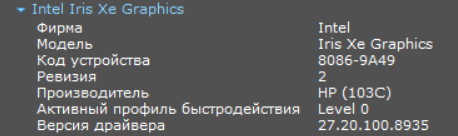 Intel Iris Xe Graphics
Фирма Intel
Модель Iris Xe Graphics
Код устройства 8086-9A49
Ревизия 2
Производитель HP (103C)
Активный профиль быстродействия Level 0
Версия драйвера 27.20.100.8935